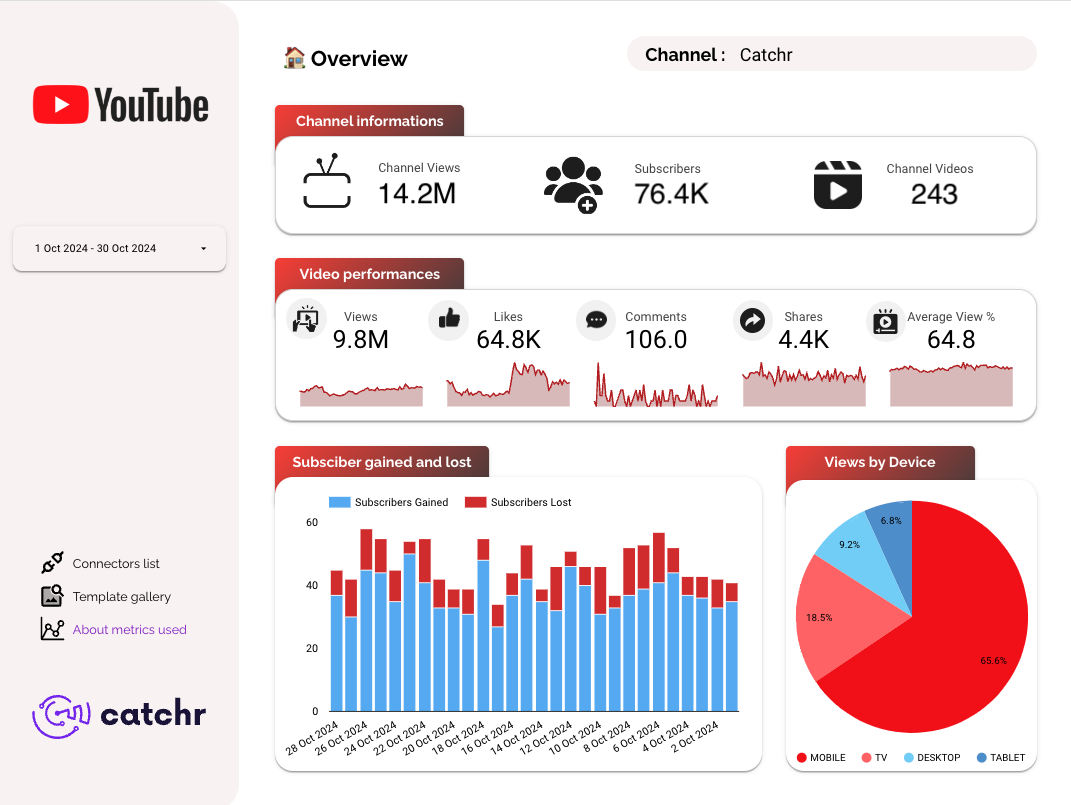 YouTube
1 Oct 2024 - 30 Oct 2024
Connectors list
Template gallery
About metrics used
catchr
Overview
Channel : Catchr
Channel informations
Channel Views
14.2M
Subscribers
76.4K
Channel Videos
243
Video performances
Views
9.8M
Likes
64.8K
Comments
106.0
Shares
4.4K
Average View %
64.8
Subsciber gained and lost
Subscribers Gained
Subscribers Lost
60
40
20
0
28 Oct 2024
26 Oct 2024
24 Oct 2024
22 Oct 2024
20 Oct 2024
18 Oct 2024
16 Oct 2024
14 Oct 2024
12 Oct 2024
10 Oct 2024
8 Oct 2024
6 Oct 2024
4 Oct 2024
2 Oct 2024
Views by Device
6.8%
9.2%
18.5%
65.6%
MOBILE
TV
DESKTOP
TABLET